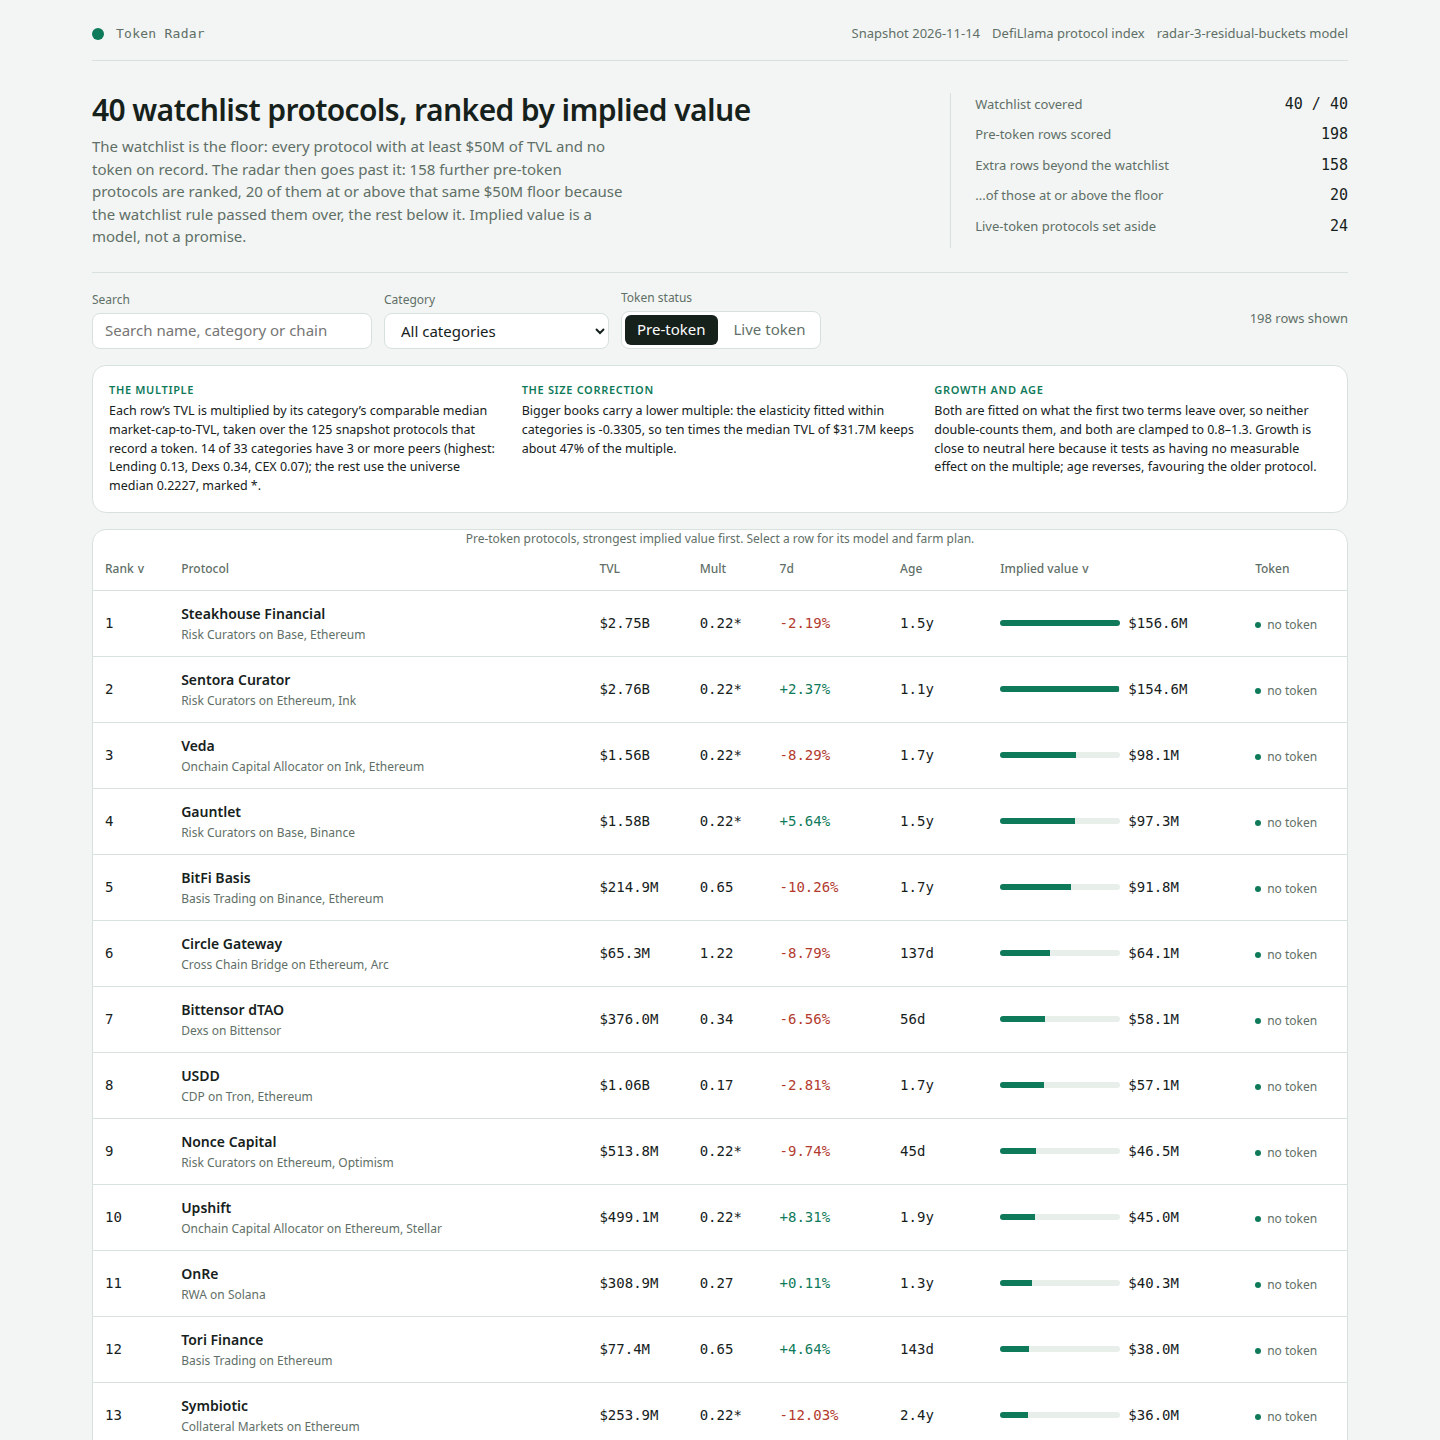 Token Radar
Snapshot 2026-11-14 DefiLlama protocol index radar-3-residual-buckets model
40 watchlist protocols, ranked by implied value
The watchlist is the floor: every protocol with at least $50M of TVL and no
token on record. The radar then goes past it: 158 further pre-token
protocols are ranked, 20 of them at or above that same $50M floor because
the watchlist rule passed them over, the rest below it. Implied value is a
model, not a promise.
Watchlist covered 40 / 40
Pre-token rows scored 198
Extra rows beyond the watchlist 158
...of those at or above the floor 20
Live-token protocols set aside 24
Search
Search name, category or chain
Category
All categories
Token status
Pre-token Live token
198 rows shown
THE MULTIPLE
Each row's TVL is multiplied by its category's comparable median
market-cap-to-TVL, taken over the 125 snapshot protocols that
record a token. 14 of 33 categories have 3 or more peers (highest:
Lending 0.13, Dexs 0.34, CEX 0.07); the rest use the universe
median 0.2227, marked *.
THE SIZE CORRECTION
Bigger books carry a lower multiple: the elasticity fitted within
categories is -0.3305, so ten times the median TVL of $31.7M keeps
about 47% of the multiple.
GROWTH AND AGE
Both are fitted on what the first two terms leave over, so neither
double-counts them, and both are clamped to 0.8–1.3. Growth is
close to neutral here because it tests as having no measurable
effect on the multiple; age reverses, favouring the older protocol.
Pre-token protocols, strongest implied value first. Select a row for its model and farm plan.
Rank v Protocol TVL Mult 7d Age Implied value v Token
1 Steakhouse Financial $2.75B 0.22* -2.19% 1.5y $156.6M no token
Risk Curators on Base, Ethereum
2 Sentora Curator $2.76B 0.22* +2.37% 1.1y $154.6M no token
Risk Curators on Ethereum, Ink
3 Veda $1.56B 0.22* -8.29% 1.7y $98.1M no token
Onchain Capital Allocator on Ink, Ethereum
4 Gauntlet $1.58B 0.22* +5.64% 1.5y $97.3M no token
Risk Curators on Base, Binance
5 BitFi Basis $214.9M 0.65 -10.26% 1.7y $91.8M no token
Basis Trading on Binance, Ethereum
6 Circle Gateway $65.3M 1.22 -8.79% 137d $64.1M no token
Cross Chain Bridge on Ethereum, Arc
7 Bittensor dTAO $376.0M 0.34 -6.56% 56d $58.1M no token
Dexs on Bittensor
8 USDD $1.06B 0.17 -2.81% 1.7y $57.1M no token
CDP on Tron, Ethereum
9 Nonce Capital $513.8M 0.22* -9.74% 45d $46.5M no token
Risk Curators on Ethereum, Optimism
10 Upshift $499.1M 0.22* +8.31% 1.9y $45.0M no token
Onchain Capital Allocator on Ethereum, Stellar
11 OnRe $308.9M 0.27 +0.11% 1.3y $40.3M no token
RWA on Solana
12 Tori Finance $77.4M 0.65 +4.64% 143d $38.0M no token
Basis Trading on Ethereum
13 Symbiotic $253.9M 0.22* -12.03% 2.4y $36.0M no token
Collateral Markets on Ethereum